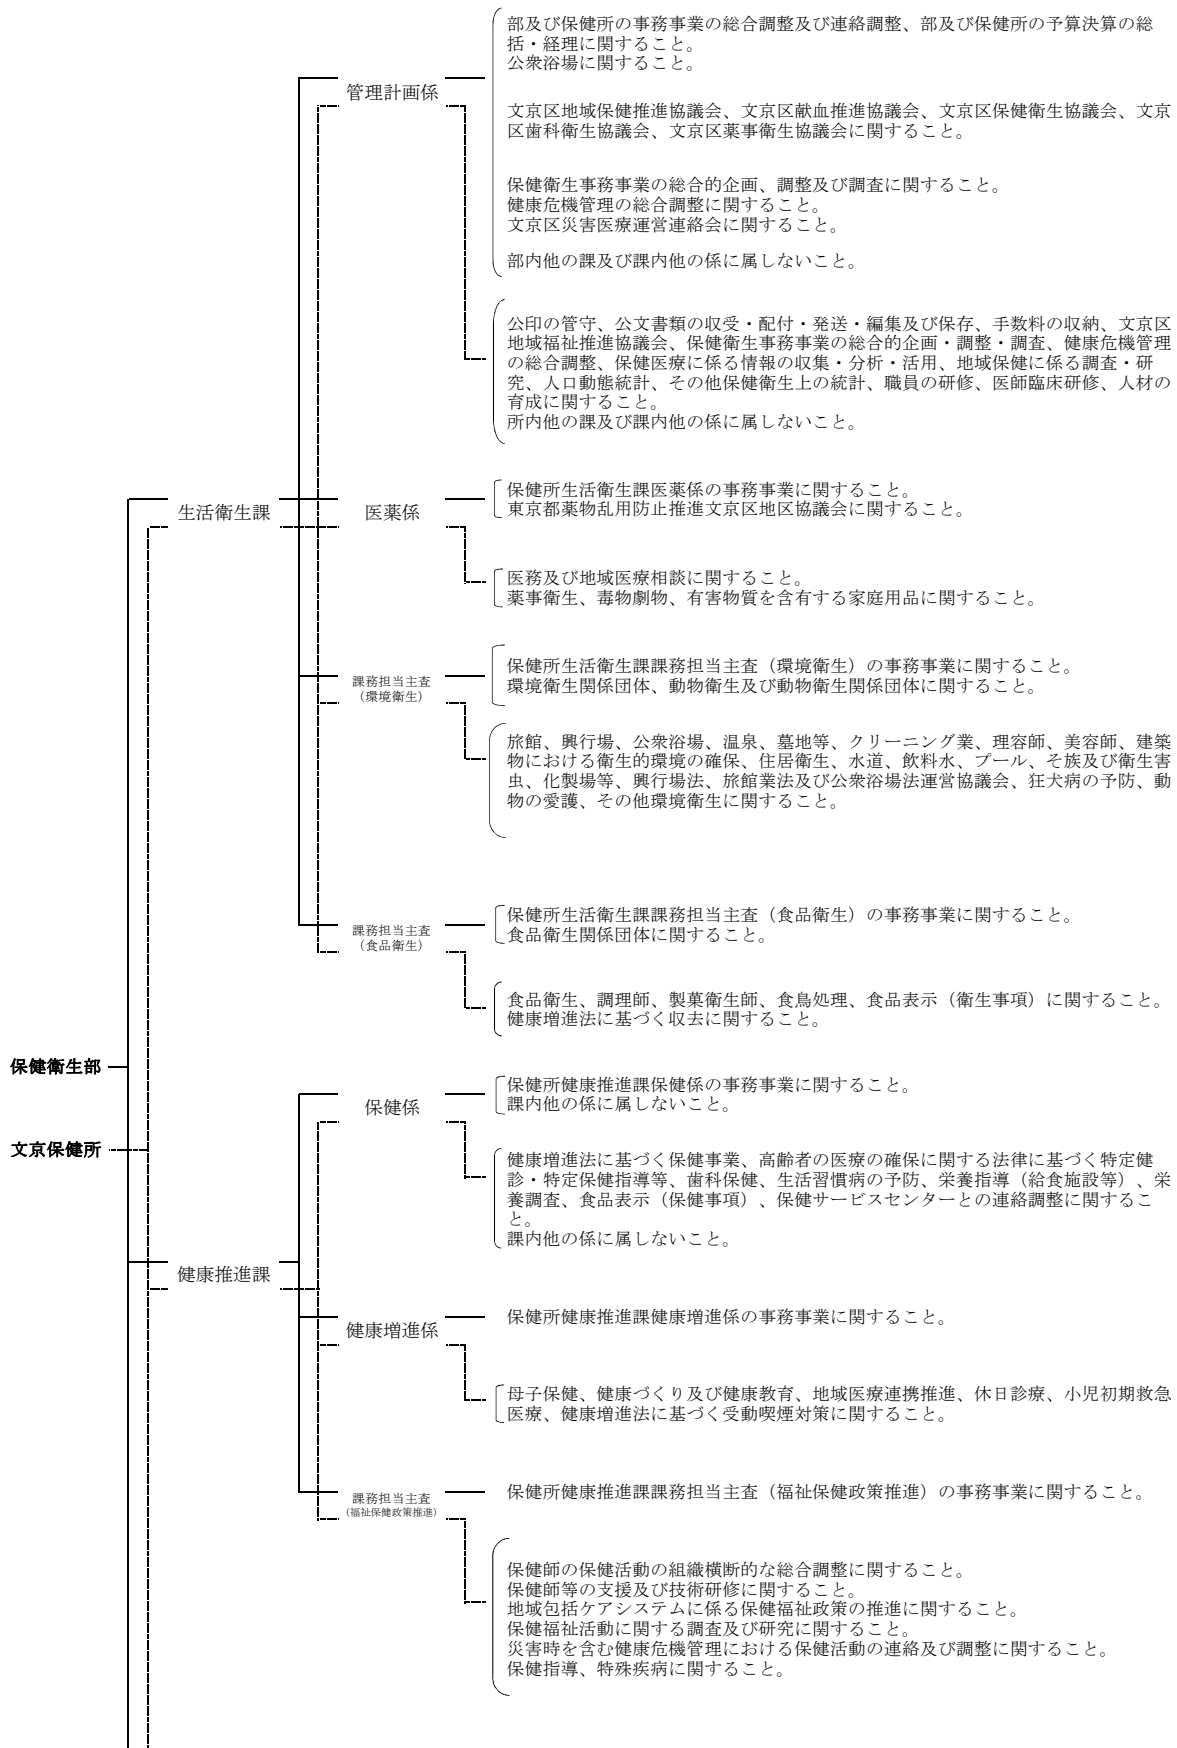 部及び保健所の事務事業の総合調整及び連絡調整、部及び保健所の予算決算の総
括・経理に関すること。
公衆浴場に関すること。
管理計画係
文京区地域保健推進協議会、文京区献血推進協議会、文京区保健衛生協議会、文京
区歯科衛生協議会、文京区薬事衛生協議会に関すること。
保健衛生事務事業の総合的企画、調整及び調査に関すること。
健康危機管理の総合調整に関すること。
文京区災害医療運営連絡会に関すること。
部内他の課及び課内他の係に属しないこと。
公印の管守、公文書類の収受・配付・発送・編集及び保存、手数料の収納、文京区
地域福祉推進協議会、保健衛生事務事業の総合的企画・調整・調査、健康危機管理
の総合調整、保健医療に係る情報の収集・分析・活用、地域保健に係る調査・研
究、人口動態統計、その他保健衛生上の統計、職員の研修、医師臨床研修、人材の
育成に関すること。
所内他の課及び課内他の係に属しないこと。
生活衛生課
医薬係
保健所生活衛生課医薬係の事務事業に関すること。
東京都薬物乱用防止推進文京区地区協議会に関すること。
医務及び地域医療相談に関すること。
薬事衛生、毒物劇物、有害物質を含有する家庭用品に関すること。
課務担当主査
（環境衛生）
保健所生活衛生課課務担当主査（環境衛生）の事務事業に関すること。
環境衛生関係団体、動物衛生及び動物衛生関係団体に関すること。
旅館、興行場、公衆浴場、温泉、墓地等、クリーニング業、理容師、美容師、建築
物における衛生的環境の確保、住居衛生、水道、飲料水、プール、そ族及び衛生害
虫、化製場等、興行場法、旅館業法及び公衆浴場法運営協議会、狂犬病の予防、動
物の愛護、その他環境衛生に関すること。
課務担当主査
（食品衛生）
保健所生活衛生課課務担当主査（食品衛生）の事務事業に関すること。
食品衛生関係団体に関すること。
食品衛生、調理師、製菓衛生師、食鳥処理、食品表示（衛生事項）に関すること。
健康増進法に基づく収去に関すること。
保健衛生部
文京保健所
保健係
保健所健康推進課保健係の事務事業に関すること。
課内他の係に属しないこと。
健康増進法に基づく保健事業、高齢者の医療の確保に関する法律に基づく特定健
診・特定保健指導等、歯科保健、生活習慣病の予防、栄養指導（給食施設等）、栄
養調査、食品表示（保健事項）、保健サービスセンターとの連絡調整に関するこ
と。
課内他の係に属しないこと。
健康推進課
健康増進係
保健所健康推進課健康増進係の事務事業に関すること。
母子保健、健康づくり及び健康教育、地域医療連携推進、休日診療、小児初期救急
医療、健康増進法に基づく受動喫煙対策に関すること。
課務担当主査
（福祉保健政策推進）
保健所健康推進課課務担当主査（福祉保健政策推進）の事務事業に関すること。
保健師の保健活動の組織横断的な総合調整に関すること。
保健師等の支援及び技術研修に関すること。
地域包括ケアシステムに係る保健福祉政策の推進に関すること。
保健福祉活動に関する調査及び研究に関すること。
災害時を含む健康危機管理における保健活動の連絡及び調整に関すること。
保健指導、特殊疾病に関すること。